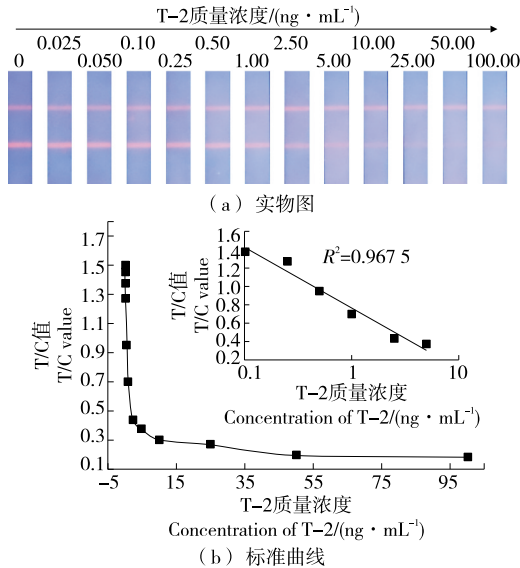 T-2质量浓度/(ng·mL⁻¹)
0.025 0.10 0.50 2.50 10.00 50.00
0 0.050 0.25 1.00 5.00 25.00 100.00
(a) 实物图
1.7
1.5
1.3
1.1
0.9
0.7
0.5
0.3
0.1
T/C值
T/C value
-5 15 35 55 75 95
T-2质量浓度
Concentration of T-2/(ng·mL⁻¹)
1.6
1.4
1.2
1.0
0.8
0.6
0.4
0.2
T/C值
T/C value
R²=0.967 5
0.1 1 10
T-2质量浓度
Concentration of T-2/(ng·mL⁻¹)
(b) 标准曲线